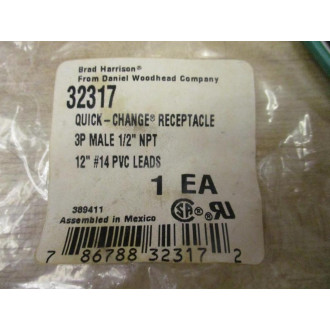 Brad Harrison®
From Daniel Woodhead Company
32317
QUICK-CHANGE® RECEPTACLE
3P MALE 1/2" NPT
12" #14 PVC LEADS
1 EA
389411
Assembled in Mexico
7 86788 32317 2